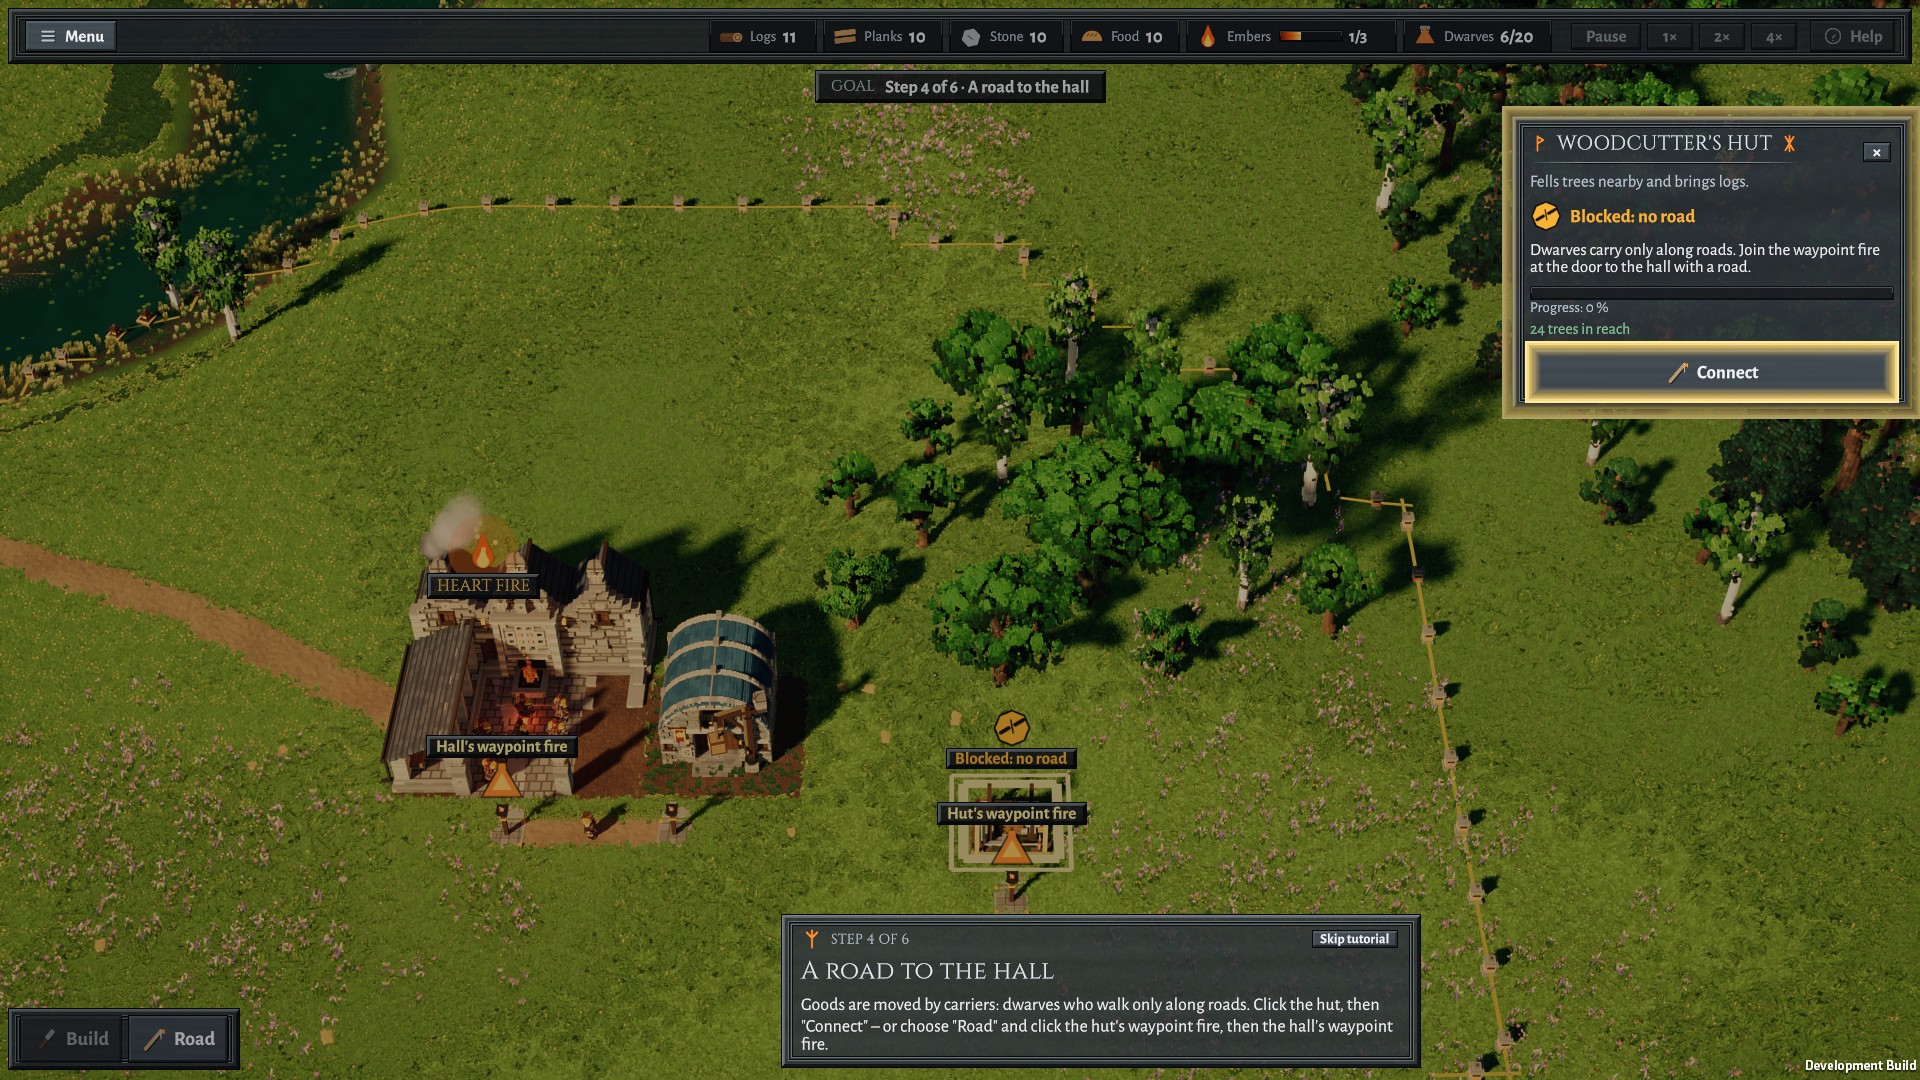 Menu
Logs 11
Planks 10
Stone 10
Food 10
Embers 1/3
Dwarves 6/20
Pause
1×
2×
4×
Help
GOAL Step 4 of 6 · A road to the hall
WOODCUTTER'S HUT
×
Fells trees nearby and brings logs.
Blocked: no road
Dwarves carry only along roads. Join the waypoint fire
at the door to the hall with a road.
Progress: 0 %
24 trees in reach
Connect
HEART FIRE
Hall's waypoint fire
Blocked: no road
Hut's waypoint fire
STEP 4 OF 6
Skip tutorial
A ROAD TO THE HALL
Goods are moved by carriers: dwarves who walk only along roads. Click the hut, then
"Connect" – or choose "Road" and click the hut's waypoint fire, then the hall's waypoint
fire.
Build
Road
Development Build